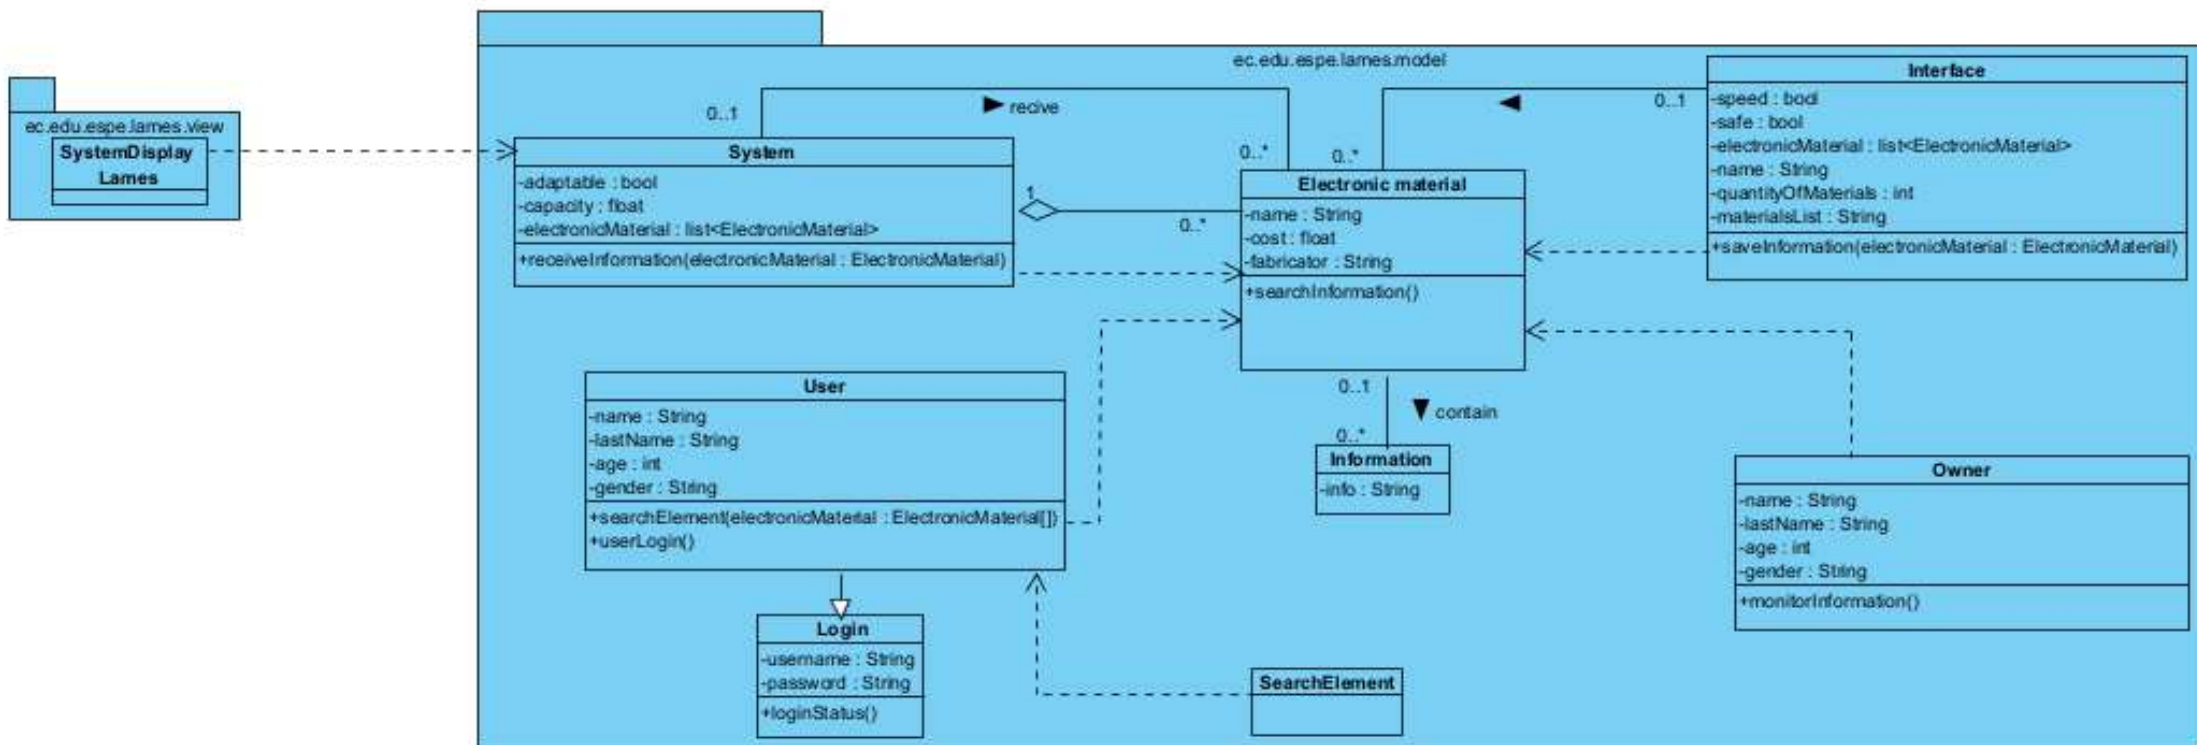 ec.edu.espe.lames.view
SystemDisplay
Lames
ec.edu.espe.lames.model
0..1
recive
0..*
0..*
0..1
System
-adaptable : bool
-capacity : float
-electronicMaterial : list<ElectronicMaterial>
+receiveInformation(electronicMaterial : ElectronicMaterial)
1
0..*
Electronic material
-name : String
-cost : float
-fabricator : String
+searchInformation()
Interface
-speed : bool
-safe : bool
-electronicMaterial : list<ElectronicMaterial>
-name : String
-quantityOfMaterials : int
-materialsList : String
+saveInformation(electronicMaterial : ElectronicMaterial)
User
-name : String
-lastName : String
-age : int
-gender : String
+searchElement(electronicMaterial : ElectronicMaterial[])
+userLogin()
0..1
contain
0..*
Information
-info : String
Owner
-name : String
-lastName : String
-age : int
-gender : String
+monitorInformation()
Login
-username : String
-password : String
+loginStatus()
SearchElement